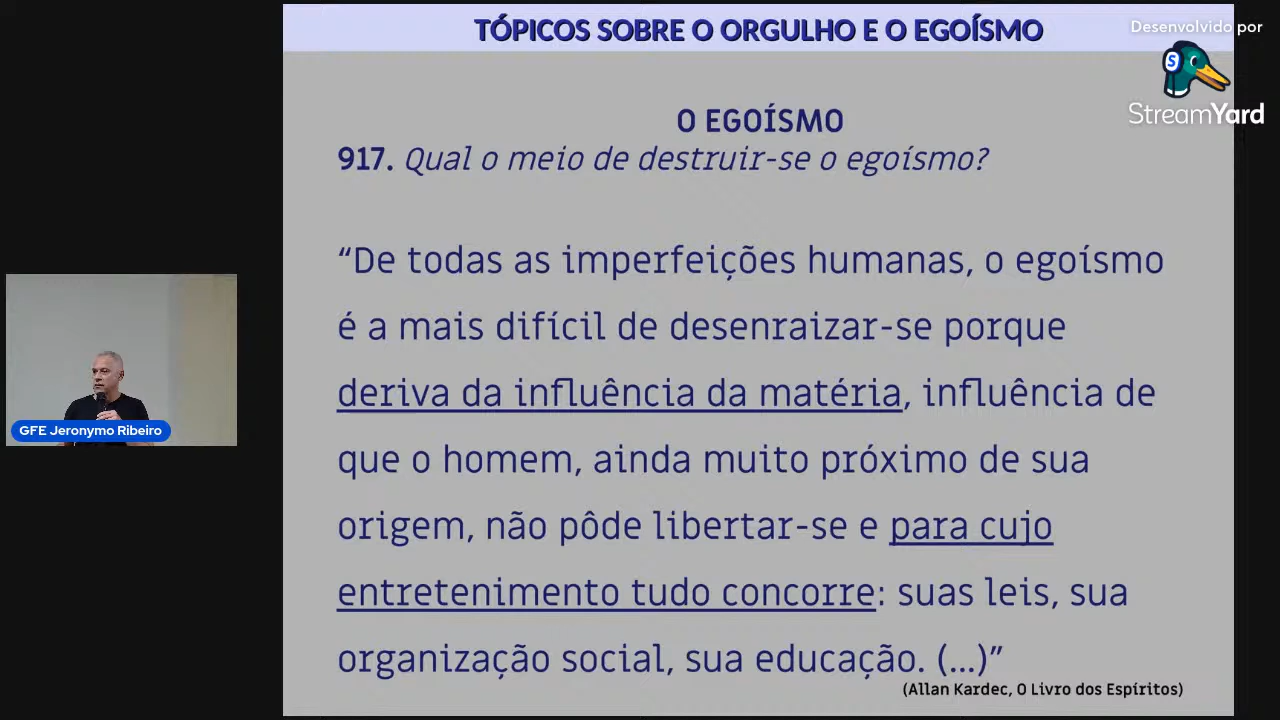 TÓPICOS SOBRE O ORGULHO E O EGOÍSMO
Desenvolvido por
StreamYard
O EGOÍSMO
917. Qual o meio de destruir-se o egoísmo?
“De todas as imperfeições humanas, o egoísmo
é a mais difícil de desenraizar-se porque
deriva da influência da matéria, influência de
que o homem, ainda muito próximo de sua
origem, não pôde libertar-se e para cujo
entretenimento tudo concorre: suas leis, sua
organização social, sua educação. (...)”
(Allan Kardec, O Livro dos Espíritos)
GFE Jeronymo Ribeiro
S